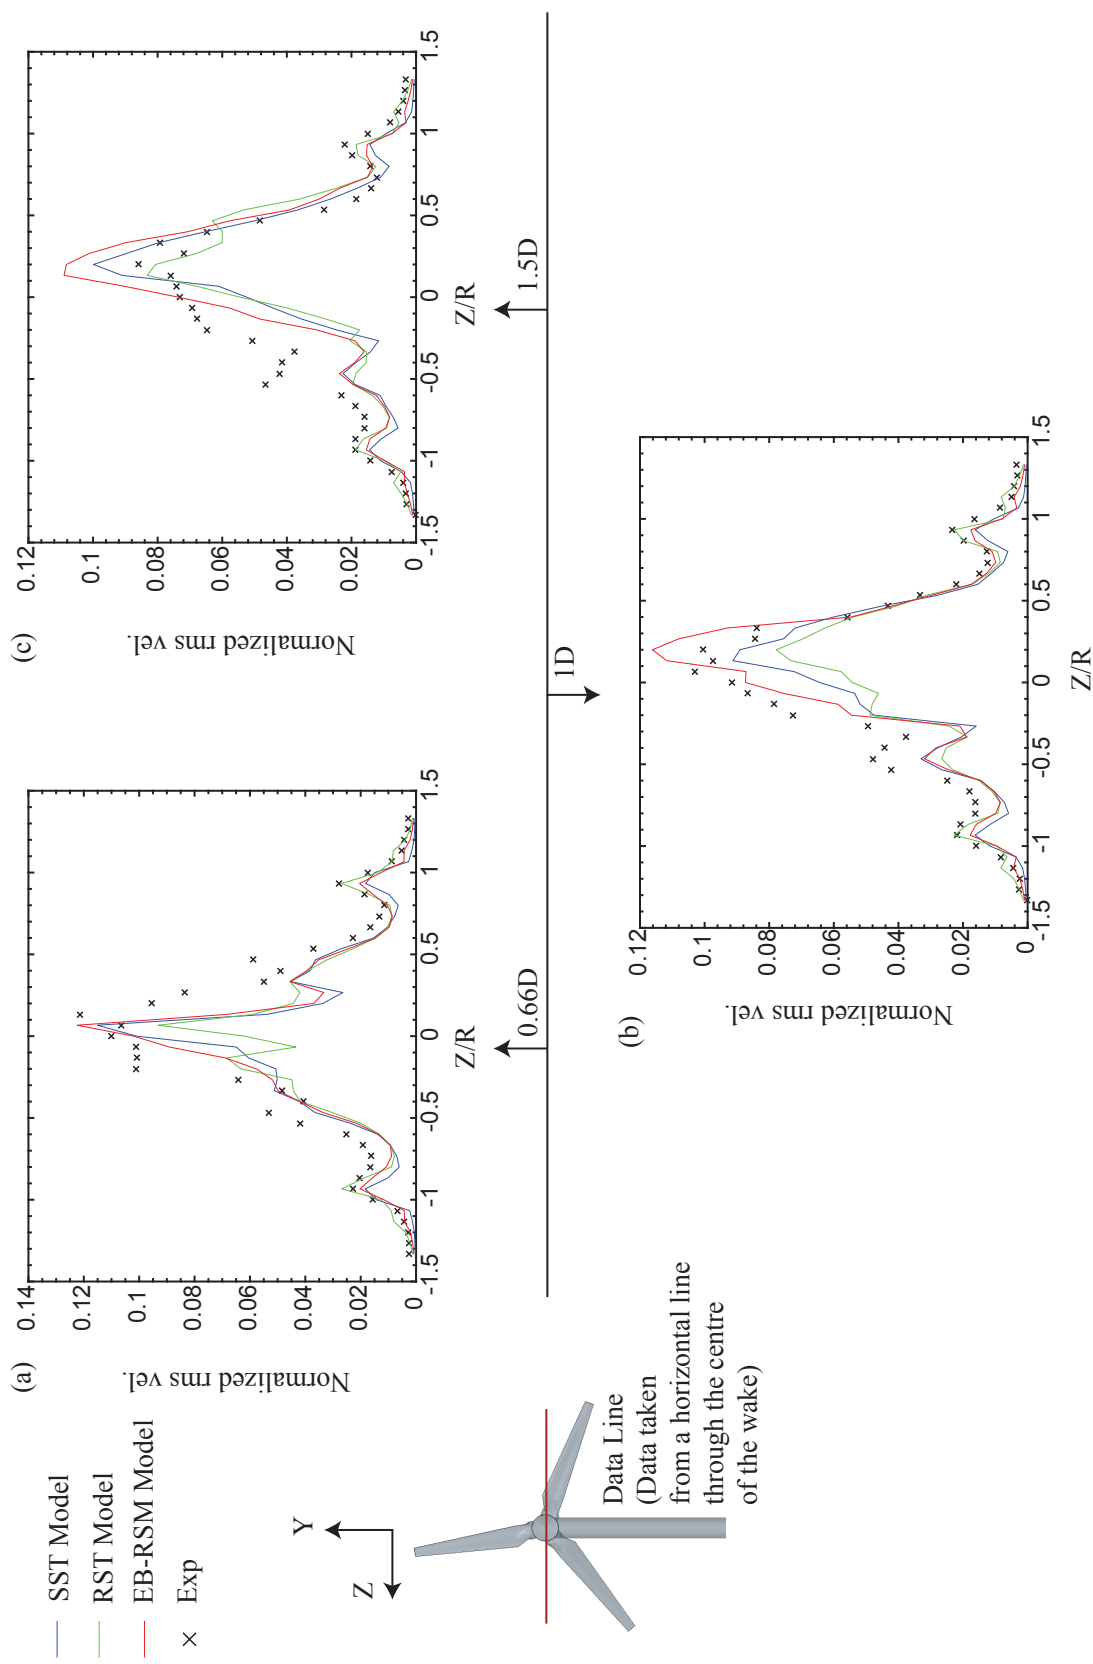 SST Model
RST Model
EB-RSM Model
Exp
Y
Z
Data Line
(Data taken
from a horizontal line
through the centre
of the wake)
(a)
Normalized rms vel.
0.14
0.12
0.1
0.08
0.06
0.04
0.02
0
-1.5
-1
-0.5
0
0.5
1
1.5
Z/R
0.66D
1D
1.5D
(c)
Normalized rms vel.
0.12
0.1
0.08
0.06
0.04
0.02
0
-1.5
-1
-0.5
0
0.5
1
1.5
Z/R
(b)
Normalized rms vel.
0.12
0.1
0.08
0.06
0.04
0.02
0
-1.5
-1
-0.5
0
0.5
1
1.5
Z/R